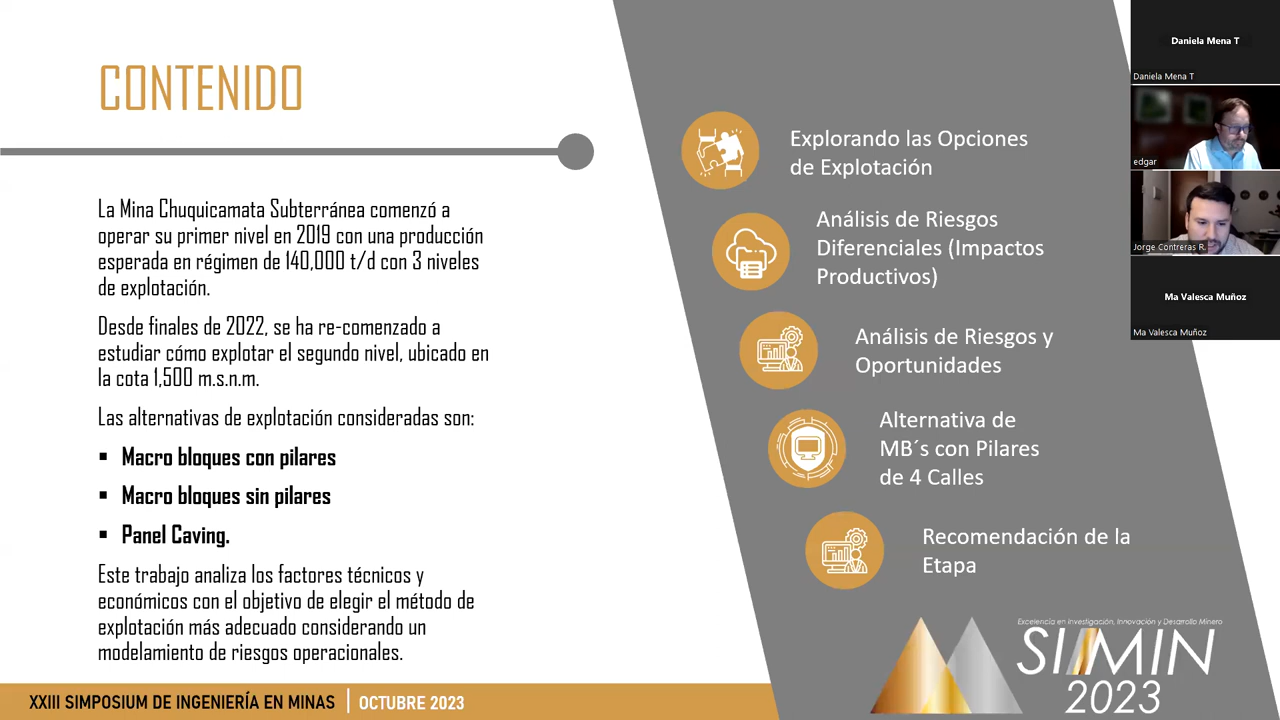 CONTENIDO
La Mina Chuquicamata Subterránea comenzó a
operar su primer nivel en 2019 con una producción
esperada en régimen de 140,000 t/d con 3 niveles
de explotación.
Desde finales de 2022, se ha re-comenzado a
estudiar cómo explotar el segundo nivel, ubicado en
la cota 1,500 m.s.n.m.
Las alternativas de explotación consideradas son:
▪ Macro bloques con pilares
▪ Macro bloques sin pilares
▪ Panel Caving.
Este trabajo analiza los factores técnicos y
económicos con el objetivo de elegir el método de
explotación más adecuado considerando un
modelamiento de riesgos operacionales.
Explorando las Opciones
de Explotación
Análisis de Riesgos
Diferenciales (Impactos
Productivos)
Análisis de Riesgos y
Oportunidades
Alternativa de
MB´s con Pilares
de 4 Calles
Recomendación de la
Etapa
Daniela Mena T
Daniela Mena T
edgar
Jorge Contreras R.
Ma Valesca Muñoz
Ma Valesca Muñoz
Excelencia en Investigación, Innovación y Desarrollo Minero
SIMIN
2023
XXIII SIMPOSIUM DE INGENIERÍA EN MINAS | OCTUBRE 2023